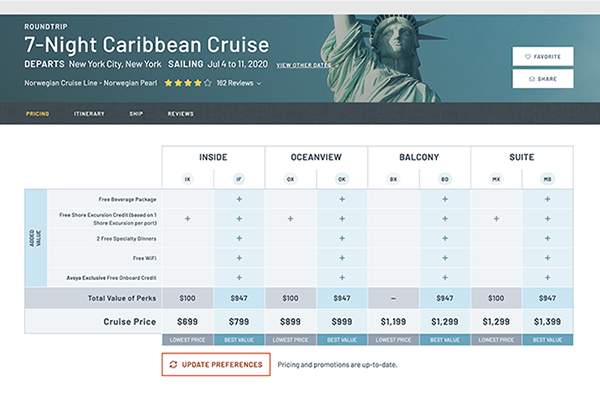 ROUNDTRIP
7-Night Caribbean Cruise
DEPARTS New York City, New York SAILING Jul 4 to 11, 2020 VIEW OTHER DATES
Norwegian Cruise Line - Norwegian Pearl 162 Reviews
FAVORITE
SHARE
PRICING ITINERARY SHIP REVIEWS
INSIDE OCEANVIEW BALCONY SUITE
IX IF OX OK BX BD MX MB
ADDED VALUE
Free Beverage Package + + + +
Free Shore Excursion Credit (based on 1
Shore Excursion per port) + + + + + + +
2 Free Specialty Dinners + + + +
Free WiFi + + + +
Avoya Exclusive Free Onboard Credit + + + +
Total Value of Perks $100 $947 $100 $947 – $947 $100 $947
Cruise Price $699 $799 $899 $999 $1,199 $1,299 $1,299 $1,399
LOWEST PRICE BEST VALUE LOWEST PRICE BEST VALUE LOWEST PRICE BEST VALUE LOWEST PRICE BEST VALUE
UPDATE PREFERENCES Pricing and promotions are up-to-date.